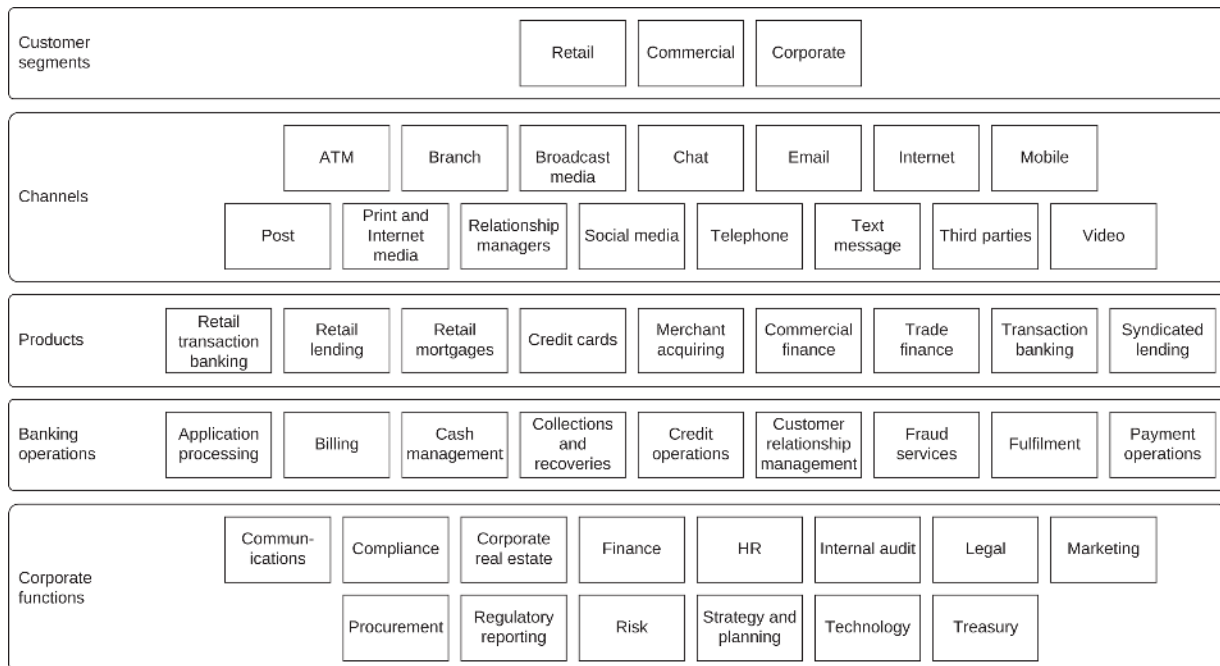 Customer
segments
Retail
Commercial
Corporate
Channels
ATM
Branch
Broadcast
media
Chat
Email
Internet
Mobile
Post
Print and
Internet
media
Relationship
managers
Social media
Telephone
Text
message
Third parties
Video
Products
Retail
transaction
banking
Retail
lending
Retail
mortgages
Credit cards
Merchant
acquiring
Commercial
finance
Trade
finance
Transaction
banking
Syndicated
lending
Banking
operations
Application
processing
Billing
Cash
management
Collections
and
recoveries
Credit
operations
Customer
relationship
management
Fraud
services
Fulfilment
Payment
operations
Corporate
functions
Commun-
ications
Compliance
Corporate
real estate
Finance
HR
Internal audit
Legal
Marketing
Procurement
Regulatory
reporting
Risk
Strategy and
planning
Technology
Treasury